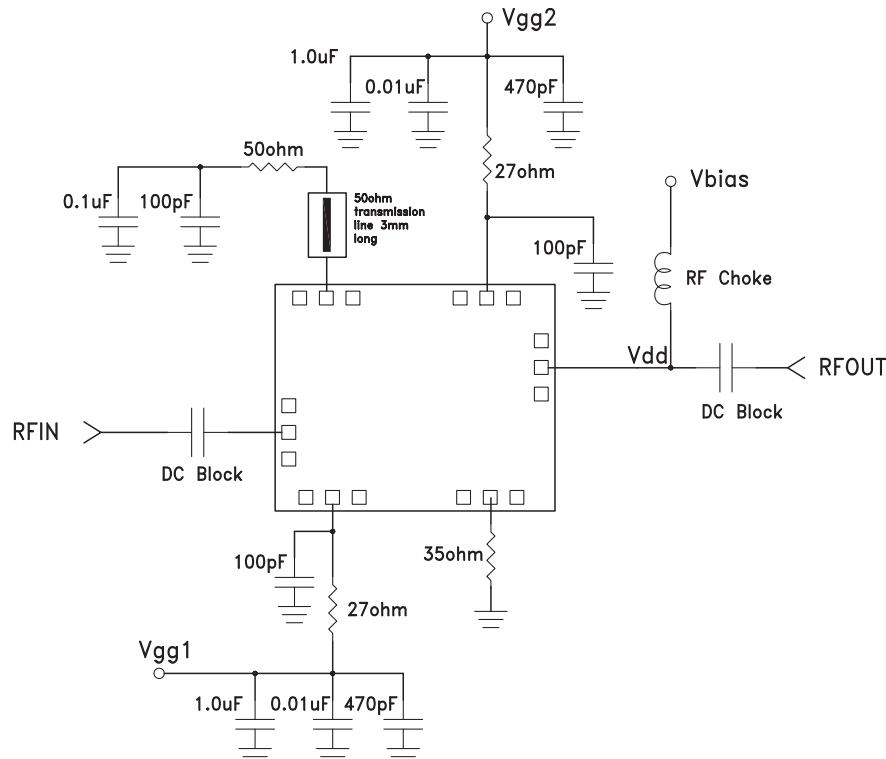 Vgg2
1.0uF
0.01uF
470pF
50ohm
27ohm
0.1uF
100pF
50ohm
transmission
line 3mm
long
Vbias
100pF
RF Choke
Vdd
RFOUT
DC Block
RFIN
DC Block
100pF
35ohm
27ohm
Vgg1
1.0uF
0.01uF
470pF